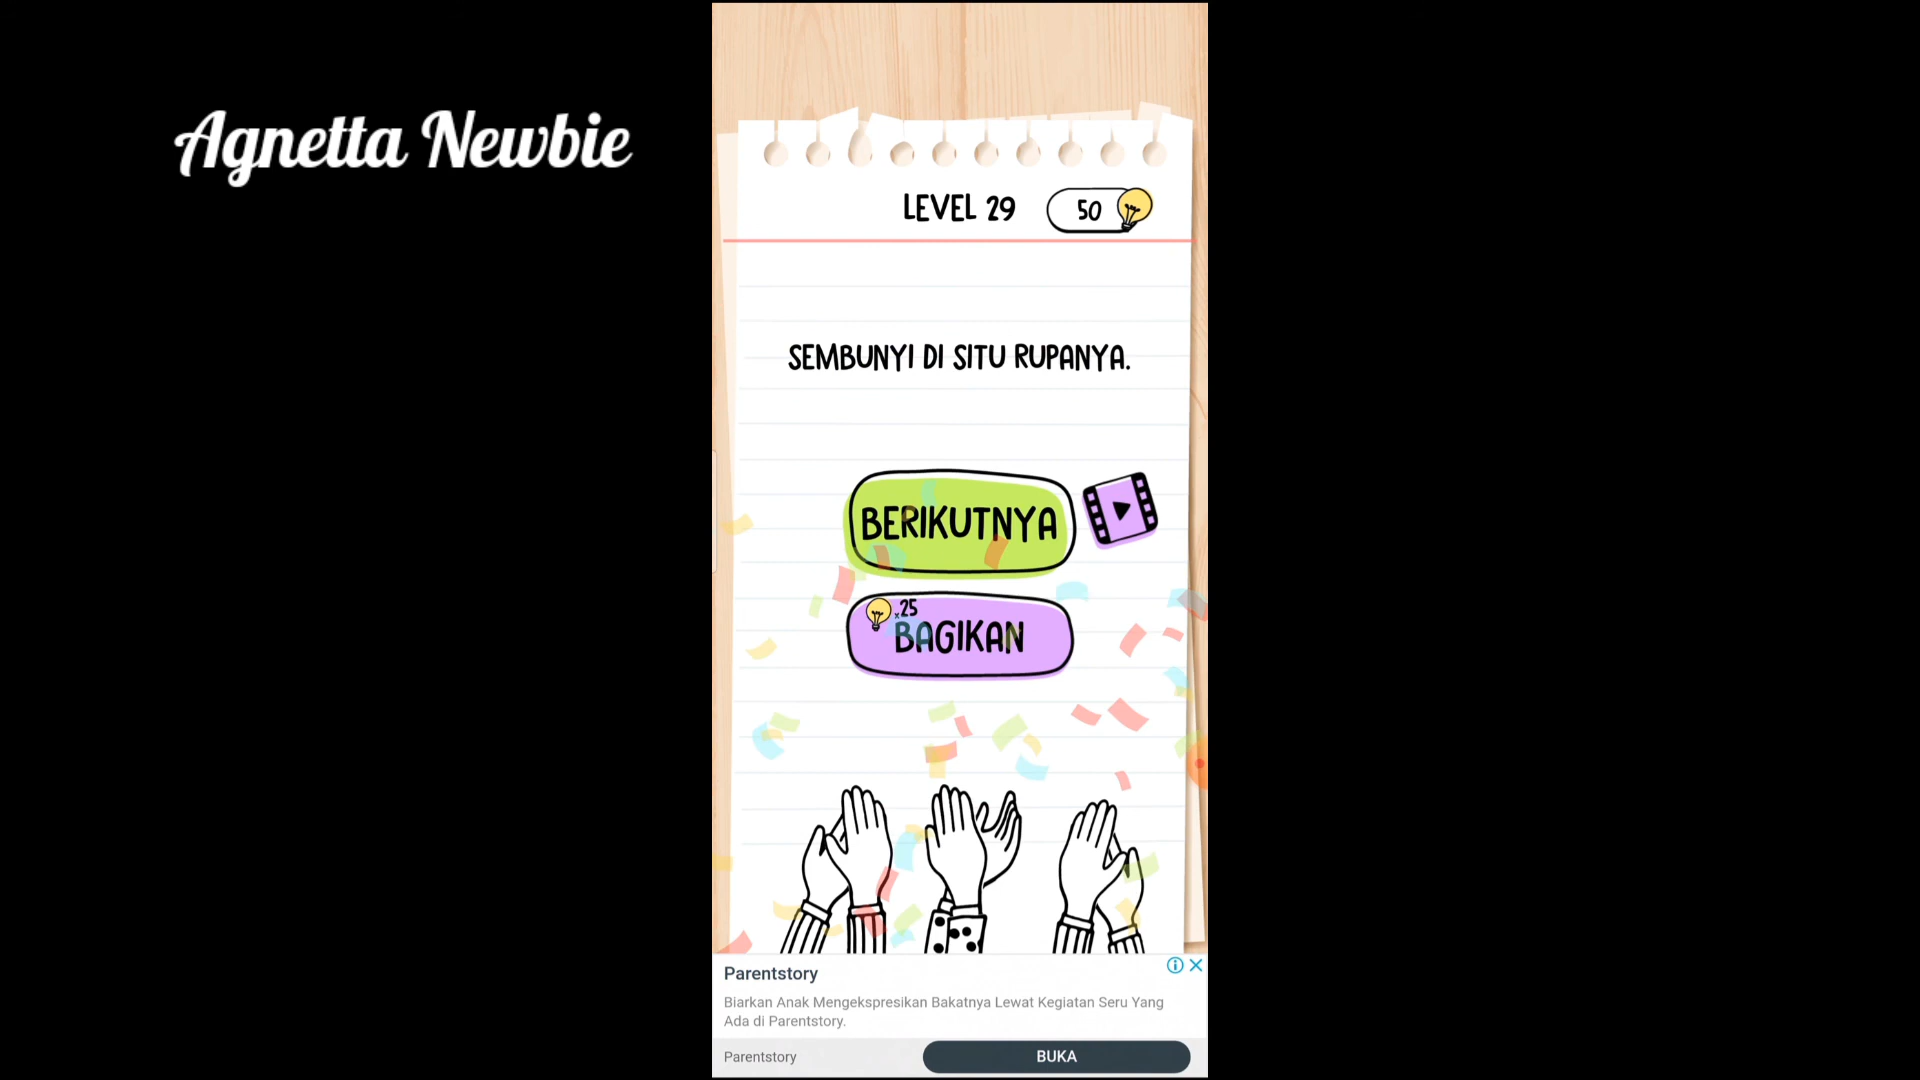 Agnetta Newbie
LEVEL 29
50
SEMBUNYI DI SITU RUPANYA.
BERIKUTNYA
x25
BAGIKAN
Parentstory
Biarkan Anak Mengekspresikan Bakatnya Lewat Kegiatan Seru Yang
Ada di Parentstory.
Parentstory
BUKA